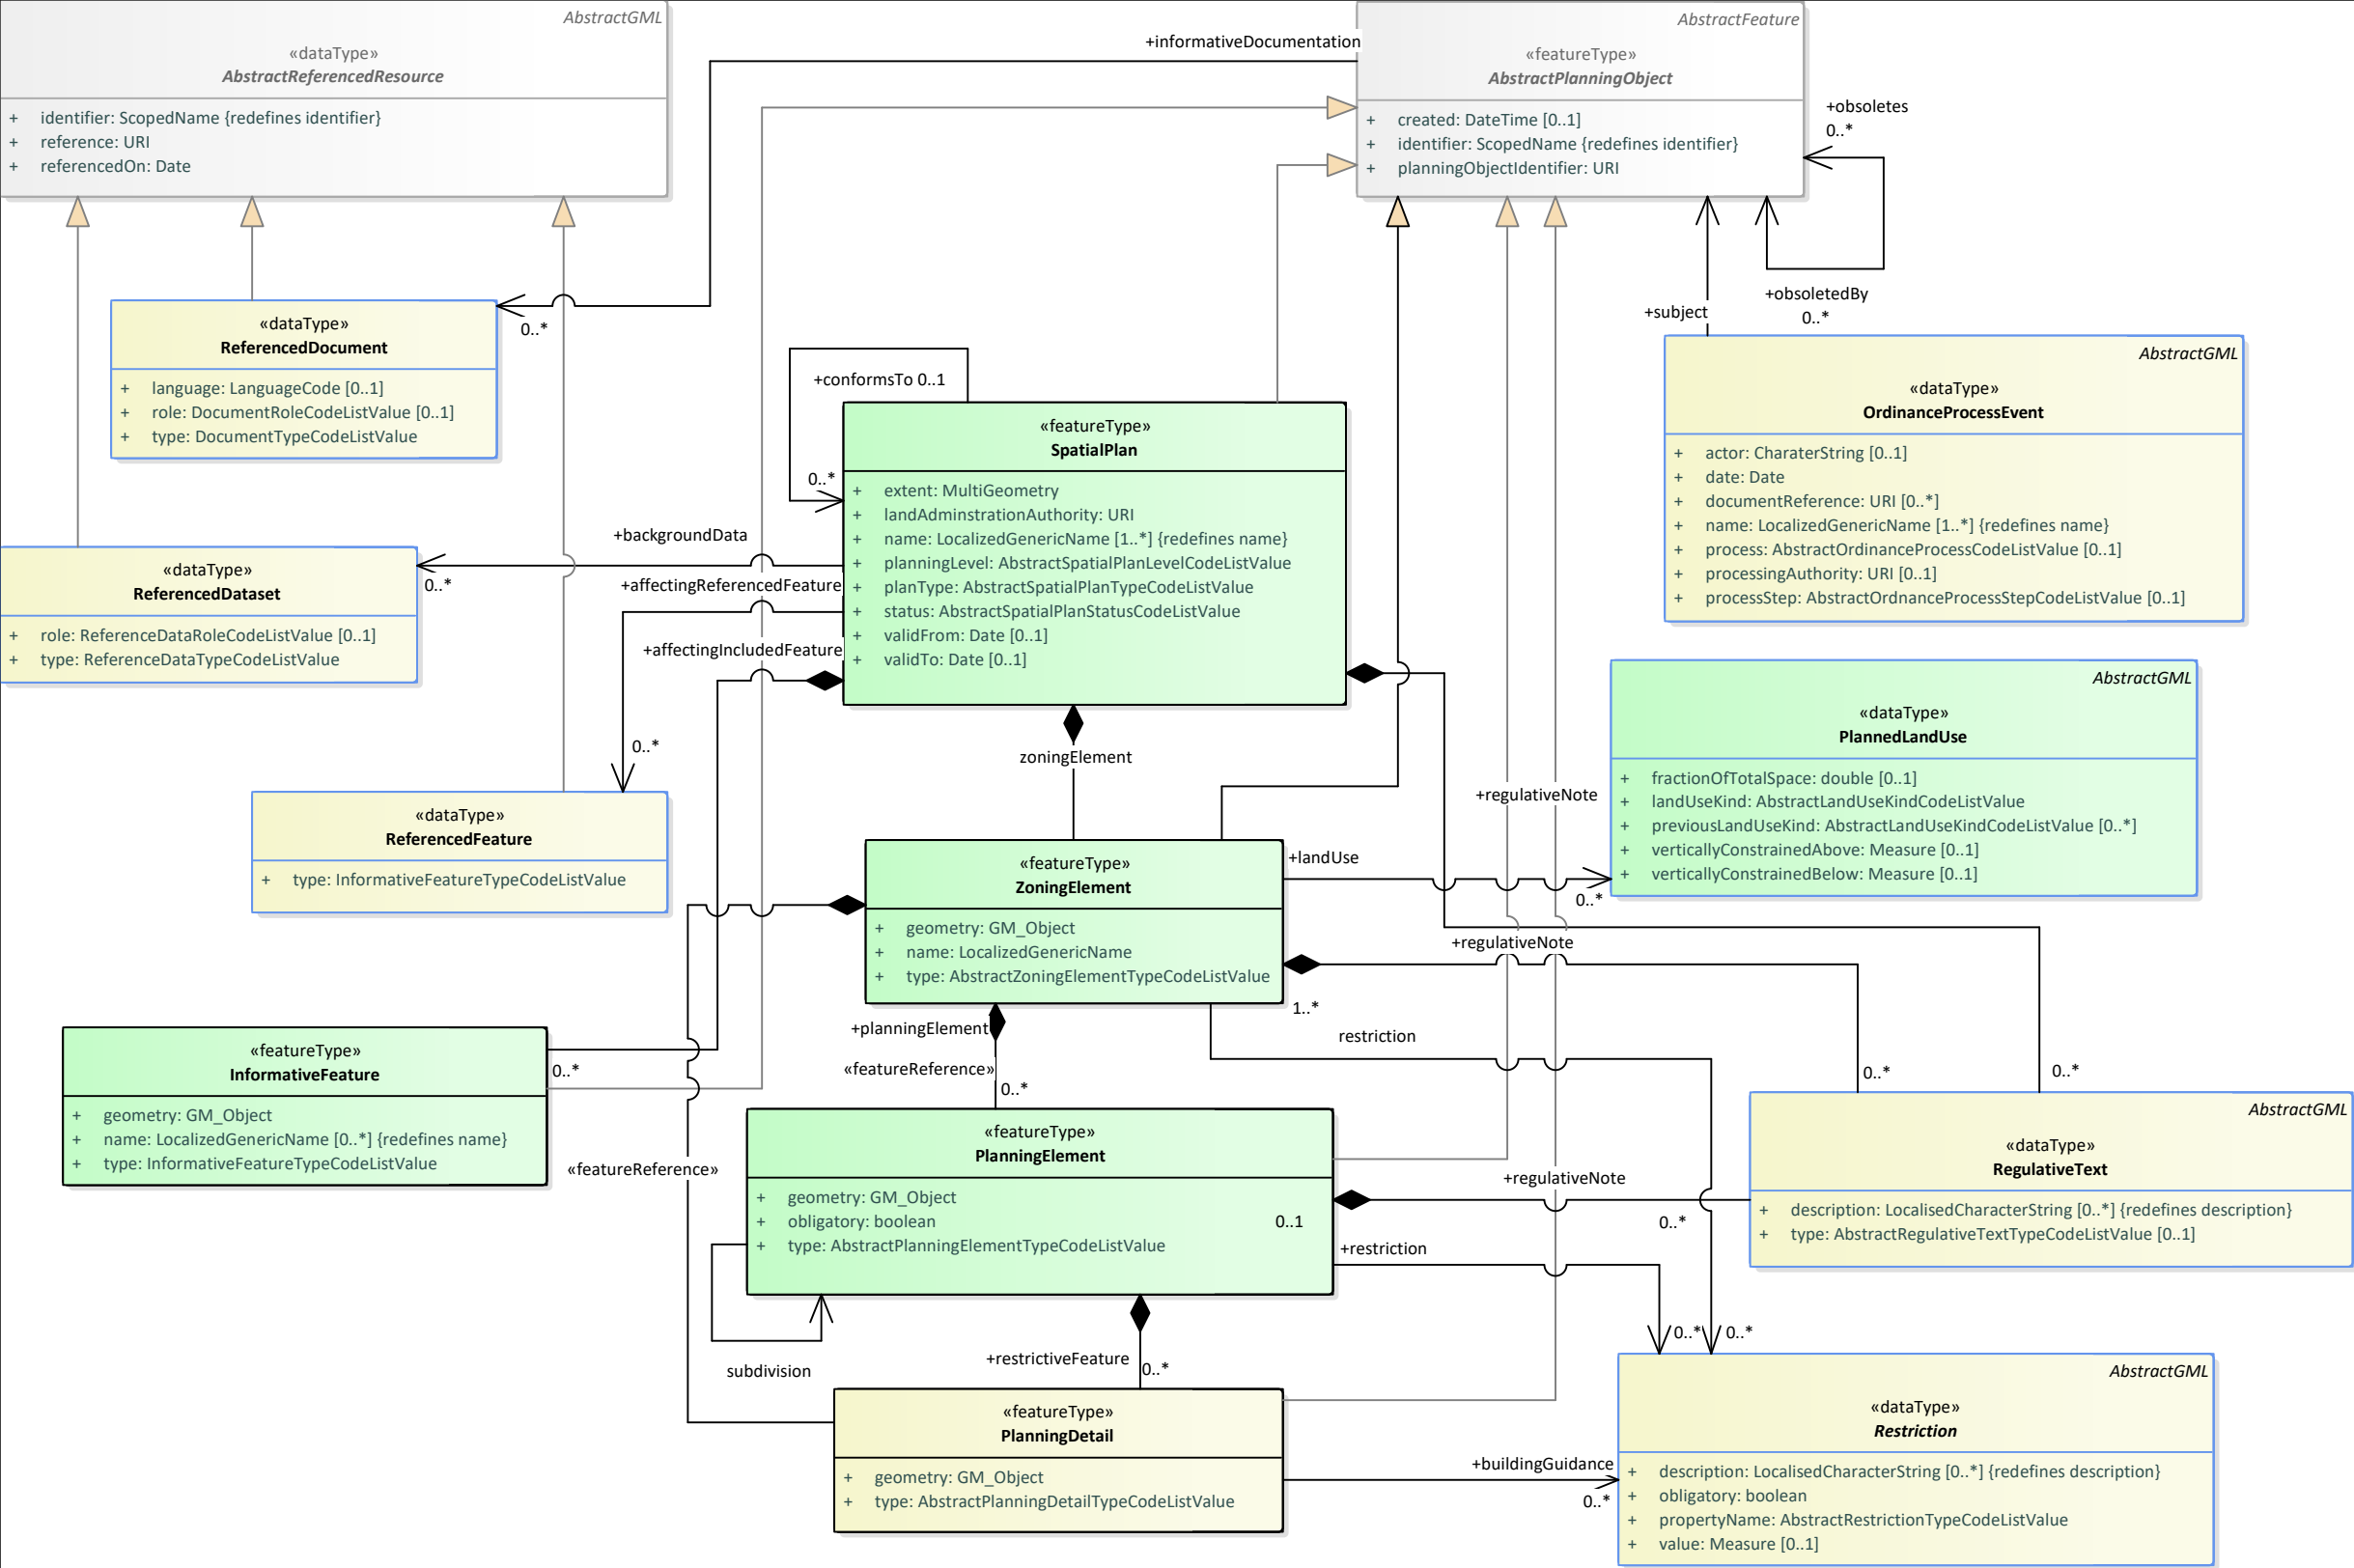 AbstractGML
«dataType»
AbstractReferencedResource
+ identifier: ScopedName {redefines identifier}
+ reference: URI
+ referencedOn: Date
+informativeDocumentation
AbstractFeature
«featureType»
AbstractPlanningObject
+ created: DateTime [0..1]
+ identifier: ScopedName {redefines identifier}
+ planningObjectIdentifier: URI
+obsoletes
0..*
+obsoletedBy
0..*
+subject
0..*
«dataType»
ReferencedDocument
+ language: LanguageCode [0..1]
+ role: DocumentRoleCodeListValue [0..1]
+ type: DocumentTypeCodeListValue
+conformsTo 0..1
0..*
«featureType»
SpatialPlan
+ extent: MultiGeometry
+ landAdminstrationAuthority: URI
+ name: LocalizedGenericName [1..*] {redefines name}
+ planningLevel: AbstractSpatialPlanLevelCodeListValue
+ planType: AbstractSpatialPlanTypeCodeListValue
+ status: AbstractSpatialPlanStatusCodeListValue
+ validFrom: Date [0..1]
+ validTo: Date [0..1]
AbstractGML
«dataType»
OrdinanceProcessEvent
+ actor: CharaterString [0..1]
+ date: Date
+ documentReference: URI [0..*]
+ name: LocalizedGenericName [1..*] {redefines name}
+ process: AbstractOrdinanceProcessCodeListValue [0..1]
+ processingAuthority: URI [0..1]
+ processStep: AbstractOrdnanceProcessStepCodeListValue [0..1]
+backgroundData
0..*
+affectingReferencedFeature
+affectingIncludedFeature
«dataType»
ReferencedDataset
+ role: ReferenceDataRoleCodeListValue [0..1]
+ type: ReferenceDataTypeCodeListValue
0..*
zoningElement
«dataType»
ReferencedFeature
+ type: InformativeFeatureTypeCodeListValue
AbstractGML
«dataType»
PlannedLandUse
+ fractionOfTotalSpace: double [0..1]
+ landUseKind: AbstractLandUseKindCodeListValue
+ previousLandUseKind: AbstractLandUseKindCodeListValue [0..*]
+ verticallyConstrainedAbove: Measure [0..1]
+ verticallyConstrainedBelow: Measure [0..1]
+regulativeNote
+landUse
0..*
«featureType»
ZoningElement
+ geometry: GM_Object
+ name: LocalizedGenericName
+ type: AbstractZoningElementTypeCodeListValue
+regulativeNote
1..*
restriction
0..*
0..*
+planningElement
«featureReference»
0..*
«featureType»
InformativeFeature
+ geometry: GM_Object
+ name: LocalizedGenericName [0..*] {redefines name}
+ type: InformativeFeatureTypeCodeListValue
0..*
«featureReference»
«featureType»
PlanningElement
+ geometry: GM_Object
+ obligatory: boolean
+ type: AbstractPlanningElementTypeCodeListValue
0..1
+regulativeNote
0..*
+restriction
0..*
0..*
AbstractGML
«dataType»
RegulativeText
+ description: LocalisedCharacterString [0..*] {redefines description}
+ type: AbstractRegulativeTextTypeCodeListValue [0..1]
subdivision
+restrictiveFeature
0..*
«featureType»
PlanningDetail
+ geometry: GM_Object
+ type: AbstractPlanningDetailTypeCodeListValue
+buildingGuidance
0..*
AbstractGML
«dataType»
Restriction
+ description: LocalisedCharacterString [0..*] {redefines description}
+ obligatory: boolean
+ propertyName: AbstractRestrictionTypeCodeListValue
+ value: Measure [0..1]